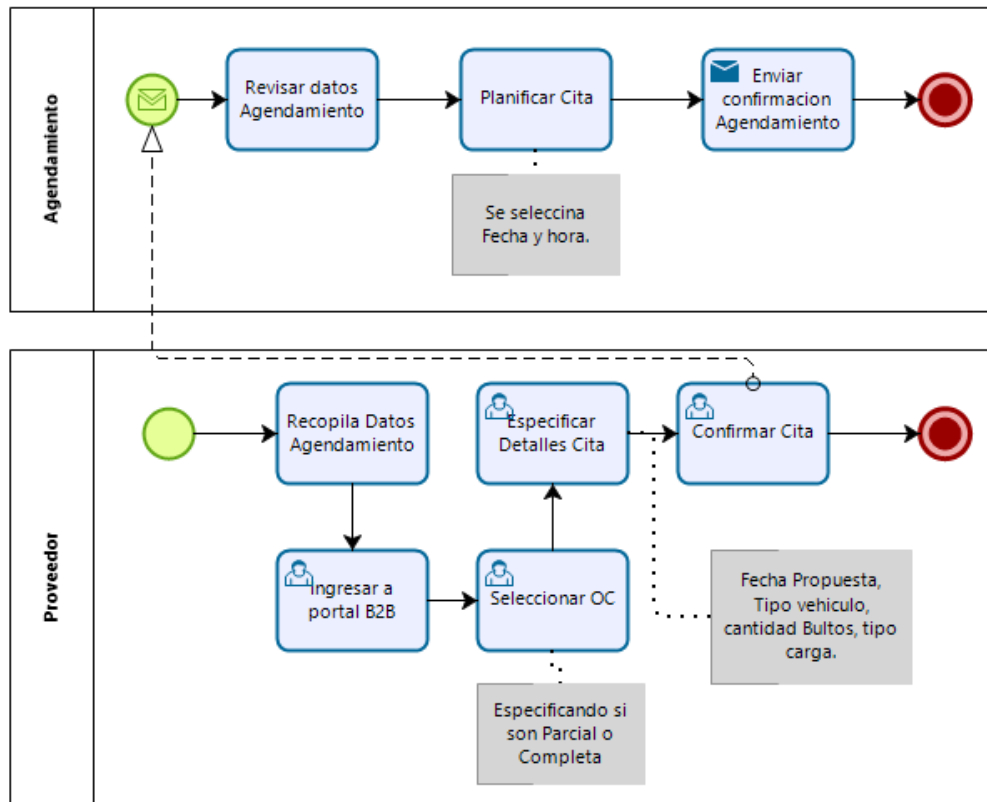 Agendamiento
Revisar datos
Agendamiento
Planificar Cita
Enviar
confirmacion
Agendamiento
Se seleccina
Fecha y hora.
Proveedor
Recopila Datos
Agendamiento
Especificar
Detalles Cita
Confirmar Cita
Ingresar a
portal B2B
Seleccionar OC
Fecha Propuesta,
Tipo vehiculo,
cantidad Bultos, tipo
carga.
Especificando si
son Parcial o
Completa